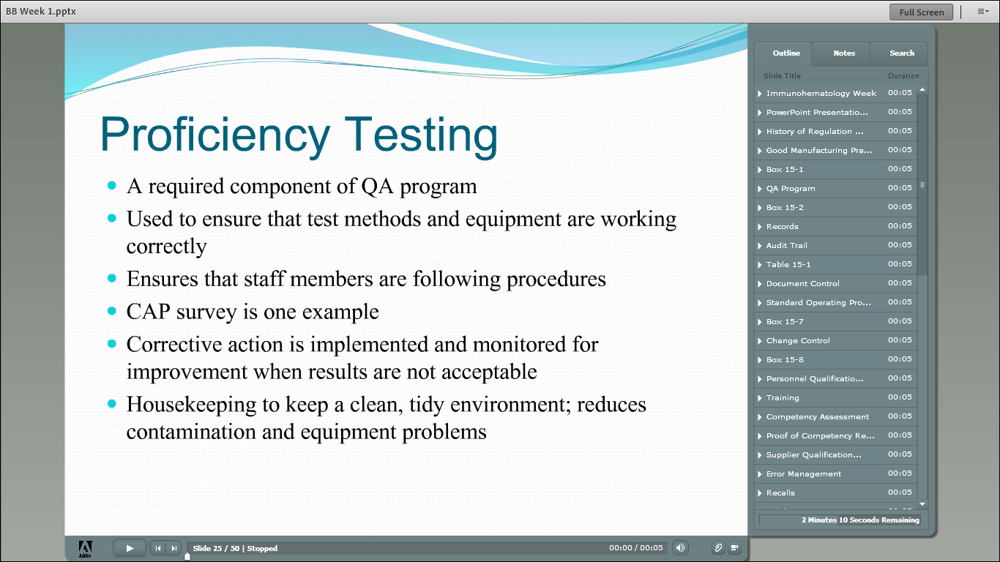 BB Week 1.pptx
Full Screen
Proficiency Testing
A required component of QA program
Used to ensure that test methods and equipment are working
correctly
Ensures that staff members are following procedures
CAP survey is one example
Corrective action is implemented and monitored for
improvement when results are not acceptable
Housekeeping to keep a clean, tidy environment; reduces
contamination and equipment problems
Outline Notes Search
Slide Title Duration
Immunohematology Week 00:05
PowerPoint Presentatio... 00:05
History of Regulation ... 00:05
Good Manufacturing Pra... 00:05
Box 15-1 00:05
QA Program 00:05
Box 15-2 00:05
Records 00:05
Audit Trail 00:05
Table 15-1 00:05
Document Control 00:05
Standard Operating Pro... 00:05
Box 15-7 00:05
Change Control 00:05
Box 15-8 00:05
Personnel Qualificatio... 00:05
Training 00:05
Competency Assessment 00:05
Proof of Competency Re... 00:05
Supplier Qualification... 00:05
Error Management 00:05
Recalls 00:05
2 Minutes 10 Seconds Remaining
Adobe
Slide 25 / 50 | Stopped
00:00 / 00:05